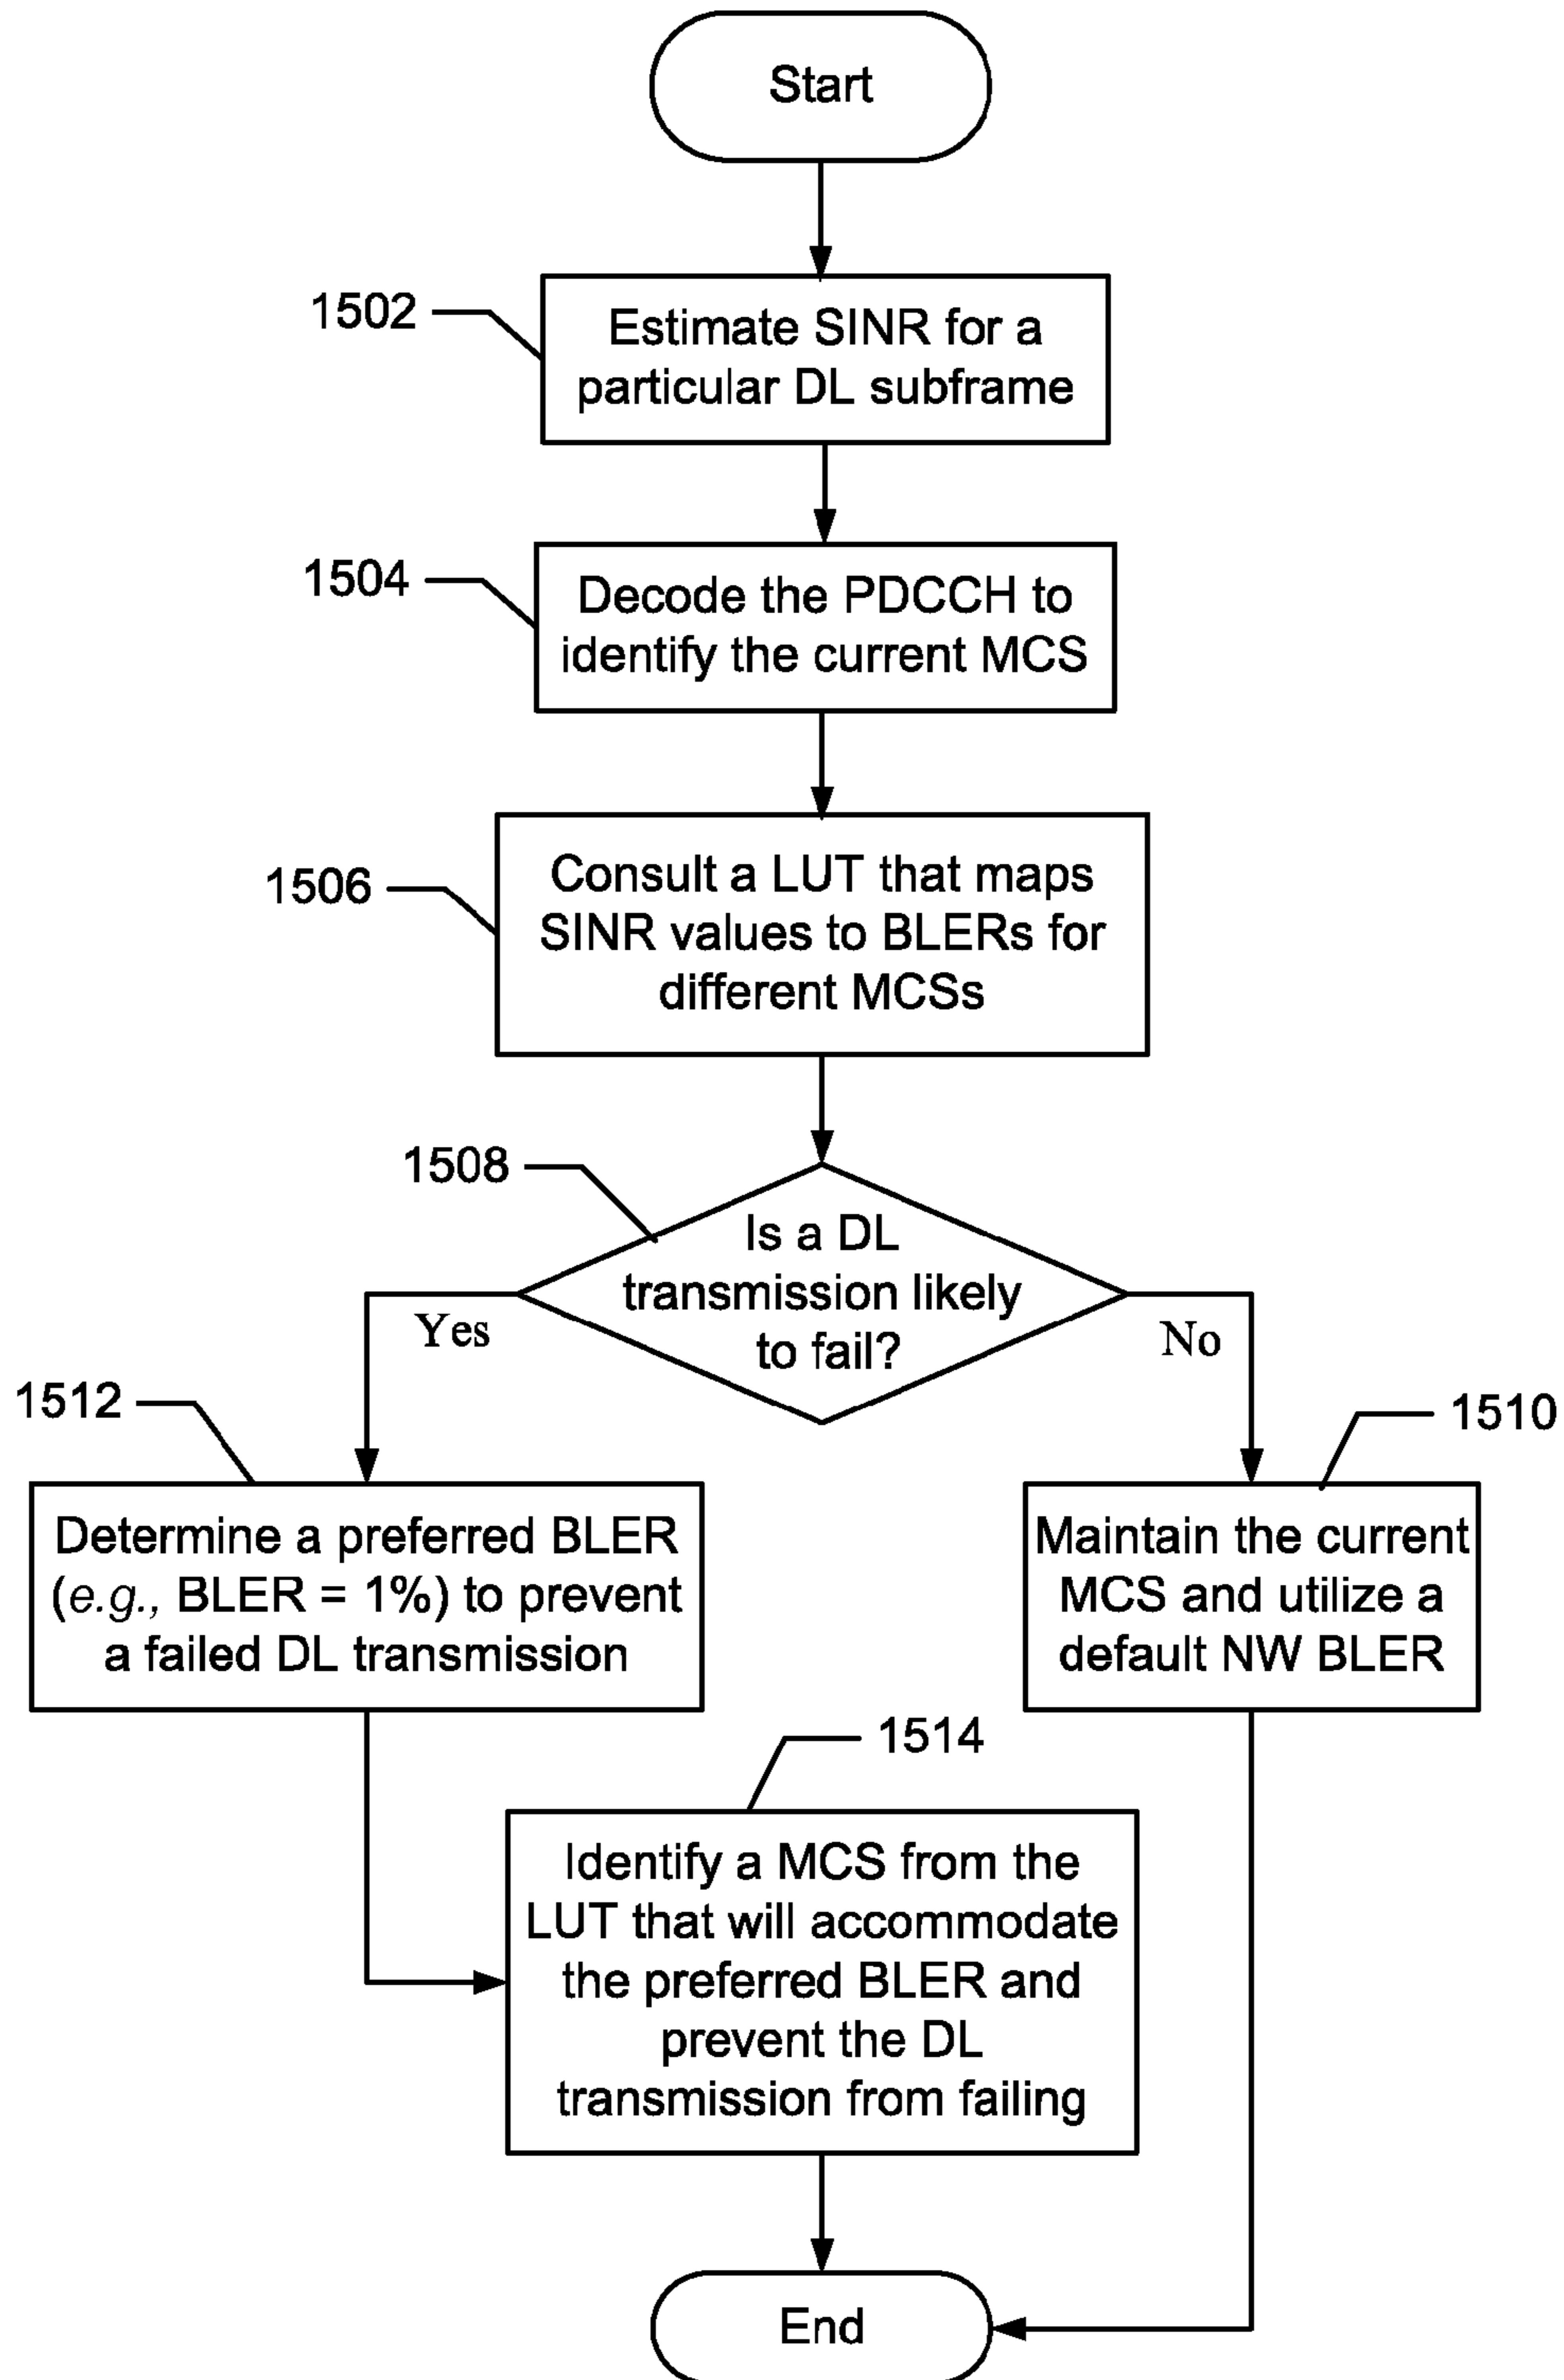 Start
1502
Estimate SINR for a
particular DL subframe
1504
Decode the PDCCH to
identify the current MCS
1506
Consult a LUT that maps
SINR values to BLERs for
different MCSs
1508
Is a DL
transmission likely
to fail?
Yes
No
1512
1510
Determine a preferred BLER
(e.g., BLER = 1%) to prevent
a failed DL transmission
Maintain the current
MCS and utilize a
default NW BLER
1514
Identify a MCS from the
LUT that will accommodate
the preferred BLER and
prevent the DL
transmission from failing
End